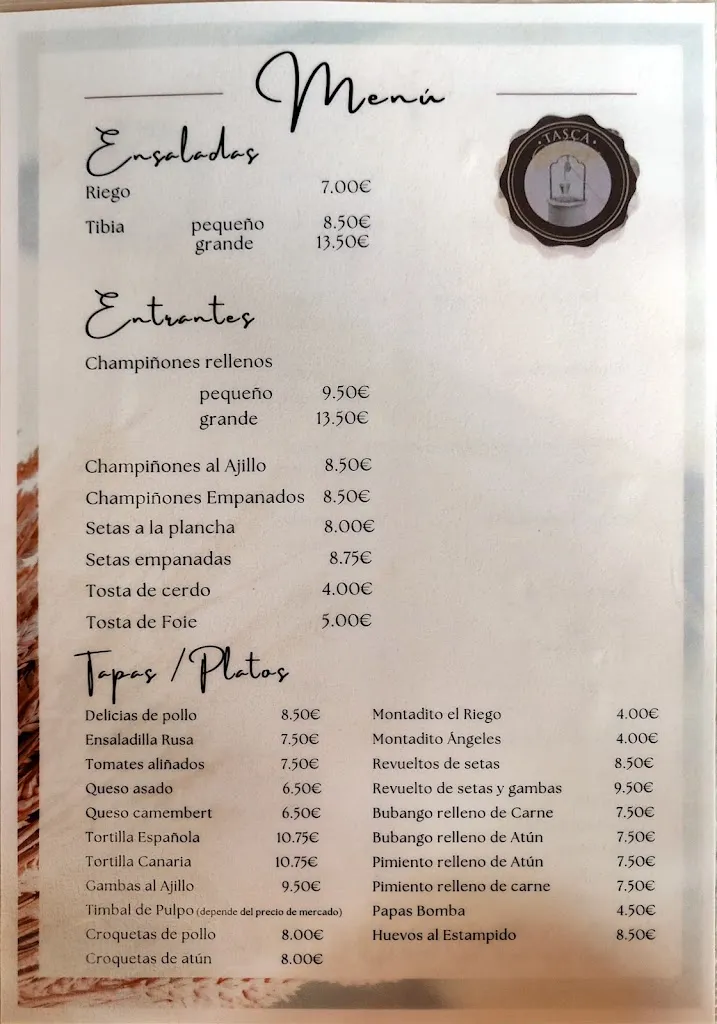 Menú
TASCA
Ensaladas
Riego 7.00€
Tibia pequeño 8.50€
grande 13.50€
Entrantes
Champiñones rellenos
pequeño 9.50€
grande 13.50€
Champiñones al Ajillo 8.50€
Champiñones Empanados 8.50€
Setas a la plancha 8.00€
Setas empanadas 8.75€
Tosta de cerdo 4.00€
Tosta de Foie 5.00€
Tapas / Platos
Delicias de pollo 8.50€
Ensaladilla Rusa 7.50€
Tomates aliñados 7.50€
Queso asado 6.50€
Queso camembert 6.50€
Tortilla Española 10.75€
Tortilla Canaria 10.75€
Gambas al Ajillo 9.50€
Timbal de Pulpo (depende del precio de mercado)
Croquetas de pollo 8.00€
Croquetas de atún 8.00€
Montadito el Riego 4.00€
Montadito Ángeles 4.00€
Revueltos de setas 8.50€
Revuelto de setas y gambas 9.50€
Bubango relleno de Carne 7.50€
Bubango relleno de Atún 7.50€
Pimiento relleno de Atún 7.50€
Pimiento relleno de carne 7.50€
Papas Bomba 4.50€
Huevos al Estampido 8.50€